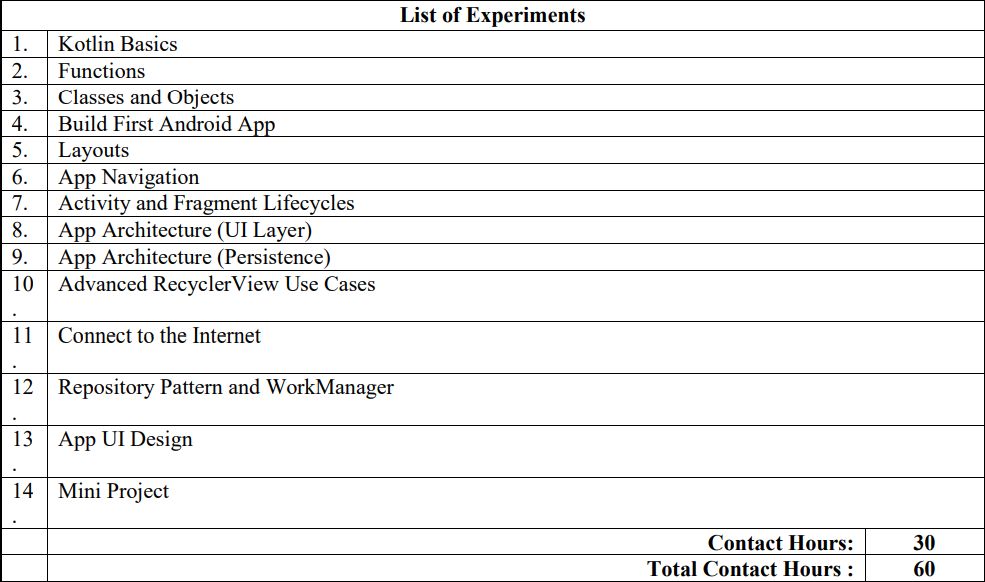 List of Experiments
1. Kotlin Basics
2. Functions
3. Classes and Objects
4. Build First Android App
5. Layouts
6. App Navigation
7. Activity and Fragment Lifecycles
8. App Architecture (UI Layer)
9. App Architecture (Persistence)
10 Advanced RecyclerView Use Cases
.
11 Connect to the Internet
.
12 Repository Pattern and WorkManager
.
13 App UI Design
.
14 Mini Project
.
Contact Hours: 30
Total Contact Hours : 60